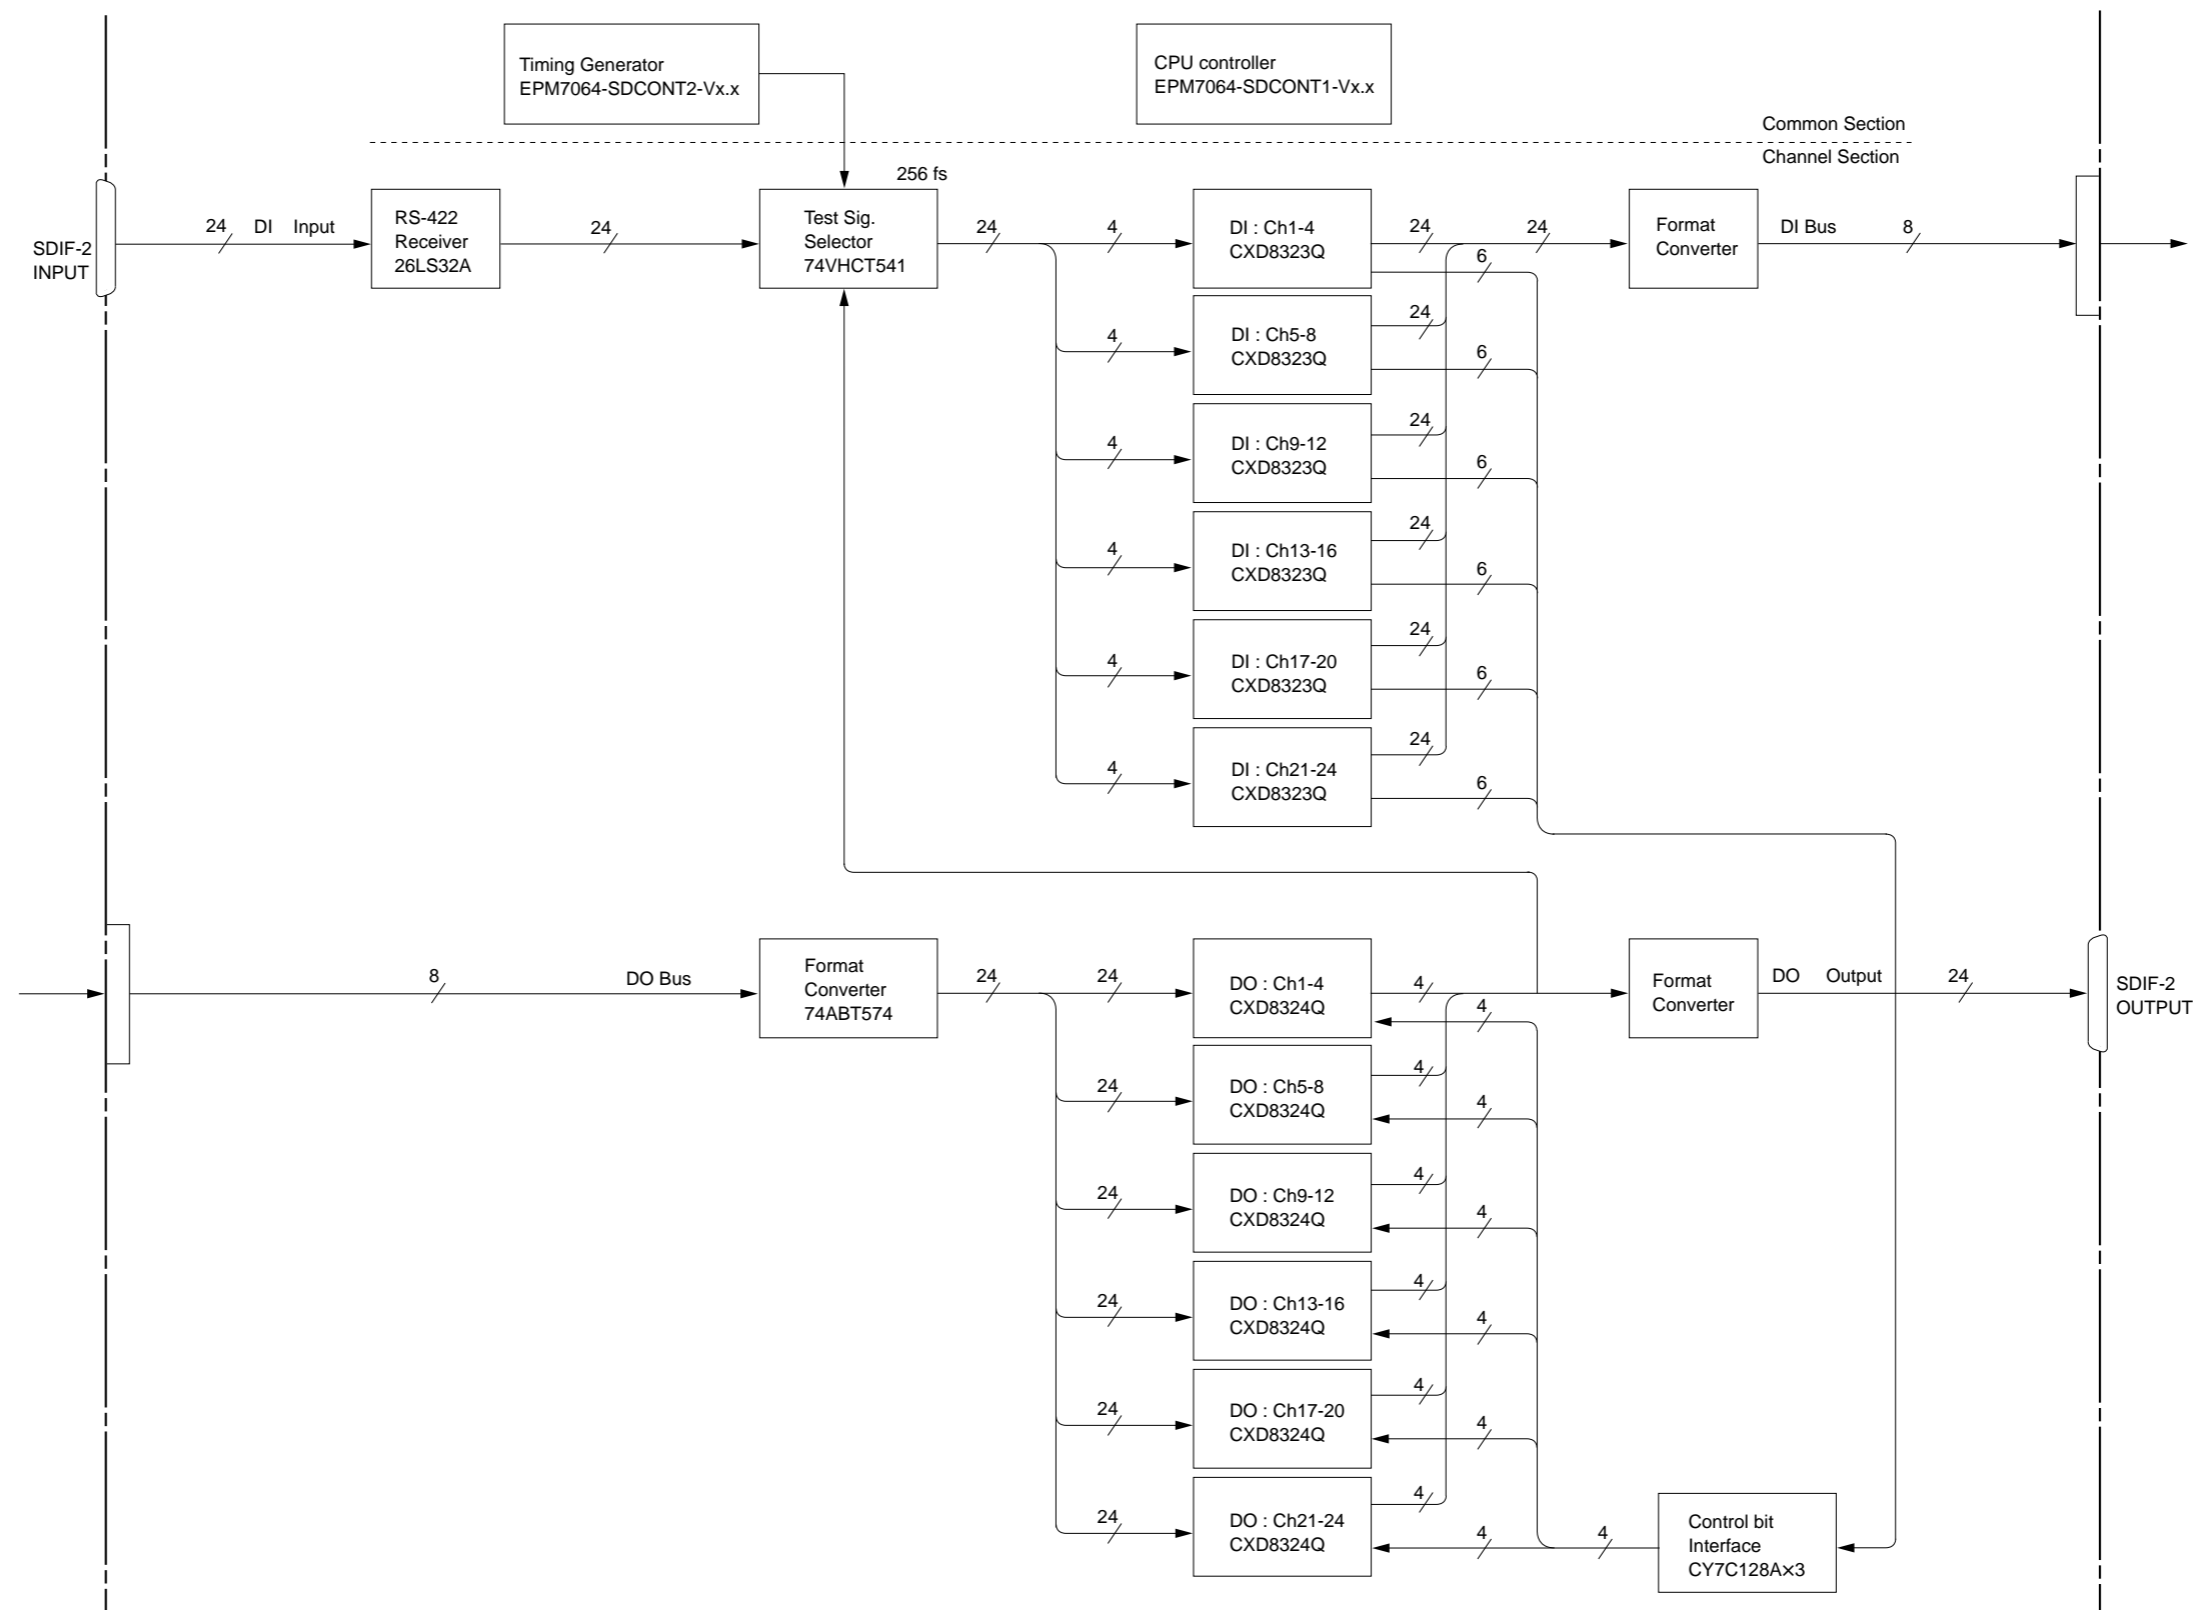 Timing Generator
EPM7064-SDCONT2-Vx.x
CPU controller
EPM7064-SDCONT1-Vx.x
Common Section
Channel Section
256 fs
SDIF-2
INPUT
24
DI Input
RS-422
Receiver
26LS32A
24
Test Sig.
Selector
74VHCT541
24
4
DI : Ch1-4
CXD8323Q
24
6
24
Format
Converter
DI Bus
8
4
DI : Ch5-8
CXD8323Q
24
6
4
DI : Ch9-12
CXD8323Q
24
6
4
DI : Ch13-16
CXD8323Q
24
6
4
DI : Ch17-20
CXD8323Q
24
6
4
DI : Ch21-24
CXD8323Q
24
6
8
DO Bus
Format
Converter
74ABT574
24
24
DO : Ch1-4
CXD8324Q
4
4
Format
Converter
DO Output
24
SDIF-2
OUTPUT
24
DO : Ch5-8
CXD8324Q
4
4
24
DO : Ch9-12
CXD8324Q
4
4
24
DO : Ch13-16
CXD8324Q
4
4
24
DO : Ch17-20
CXD8324Q
4
4
24
DO : Ch21-24
CXD8324Q
4
4
4
Control bit
Interface
CY7C128A×3